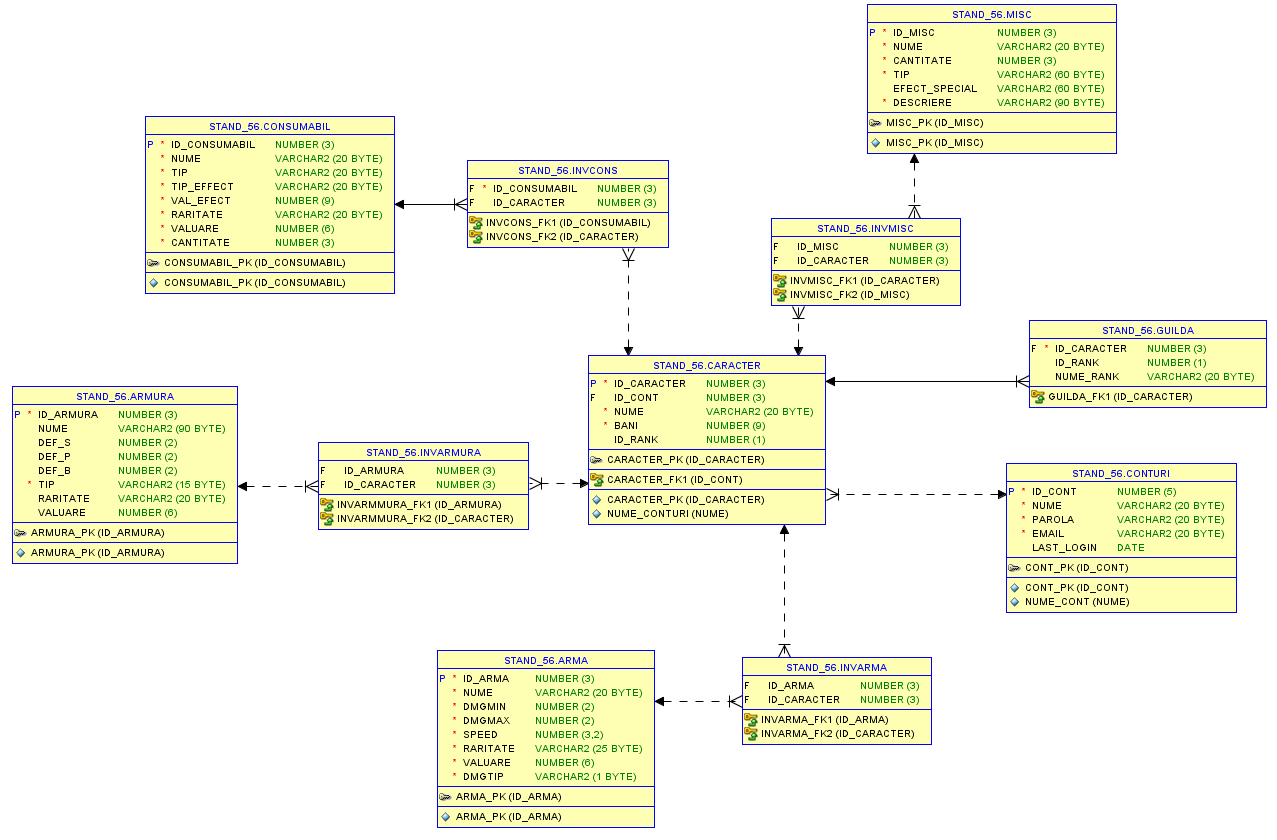 STAND_56.MISC
P * ID_MISC NUMBER (3)
* NUME VARCHAR2 (20 BYTE)
* CANTITATE NUMBER (3)
* TIP VARCHAR2 (60 BYTE)
EFECT_SPECIAL VARCHAR2 (60 BYTE)
* DESCRIERE VARCHAR2 (90 BYTE)
MISC_PK (ID_MISC)
MISC_PK (ID_MISC)
STAND_56.CONSUMABIL
P * ID_CONSUMABIL NUMBER (3)
* NUME VARCHAR2 (20 BYTE)
* TIP VARCHAR2 (20 BYTE)
* TIP_EFFECT VARCHAR2 (20 BYTE)
* VAL_EFECT NUMBER (9)
* RARITATE VARCHAR2 (20 BYTE)
* VALUARE NUMBER (6)
* CANTITATE NUMBER (3)
CONSUMABIL_PK (ID_CONSUMABIL)
CONSUMABIL_PK (ID_CONSUMABIL)
STAND_56.INVCONS
F * ID_CONSUMABIL NUMBER (3)
F ID_CARACTER NUMBER (3)
INVCONS_FK1 (ID_CONSUMABIL)
INVCONS_FK2 (ID_CARACTER)
STAND_56.INVMISC
F ID_MISC NUMBER (3)
F ID_CARACTER NUMBER (3)
INVMISC_FK1 (ID_CARACTER)
INVMISC_FK2 (ID_MISC)
STAND_56.GUILDA
F * ID_CARACTER NUMBER (3)
ID_RANK NUMBER (1)
NUME_RANK VARCHAR2 (20 BYTE)
GUILDA_FK1 (ID_CARACTER)
STAND_56.CARACTER
P * ID_CARACTER NUMBER (3)
F ID_CONT NUMBER (3)
* NUME VARCHAR2 (20 BYTE)
* BANI NUMBER (9)
ID_RANK NUMBER (1)
CARACTER_PK (ID_CARACTER)
CARACTER_FK1 (ID_CONT)
CARACTER_PK (ID_CARACTER)
NUME_CONTURI (NUME)
STAND_56.ARMURA
P * ID_ARMURA NUMBER (3)
NUME VARCHAR2 (90 BYTE)
DEF_S NUMBER (2)
DEF_P NUMBER (2)
DEF_B NUMBER (2)
* TIP VARCHAR2 (15 BYTE)
RARITATE VARCHAR2 (20 BYTE)
VALUARE NUMBER (6)
ARMURA_PK (ID_ARMURA)
ARMURA_PK (ID_ARMURA)
STAND_56.INVARMURA
F ID_ARMURA NUMBER (3)
F ID_CARACTER NUMBER (3)
INVARMMURA_FK1 (ID_ARMURA)
INVARMMURA_FK2 (ID_CARACTER)
STAND_56.CONTURI
P * ID_CONT NUMBER (5)
* NUME VARCHAR2 (20 BYTE)
* PAROLA VARCHAR2 (20 BYTE)
* EMAIL VARCHAR2 (20 BYTE)
LAST_LOGIN DATE
CONT_PK (ID_CONT)
CONT_PK (ID_CONT)
NUME_CONT (NUME)
STAND_56.ARMA
P * ID_ARMA NUMBER (3)
* NUME VARCHAR2 (20 BYTE)
* DMGMIN NUMBER (2)
* DMGMAX NUMBER (2)
* SPEED NUMBER (3,2)
* RARITATE VARCHAR2 (25 BYTE)
* VALUARE NUMBER (6)
* DMGTIP VARCHAR2 (1 BYTE)
ARMA_PK (ID_ARMA)
ARMA_PK (ID_ARMA)
STAND_56.INVARMA
F ID_ARMA NUMBER (3)
F ID_CARACTER NUMBER (3)
INVARMA_FK1 (ID_ARMA)
INVARMA_FK2 (ID_CARACTER)